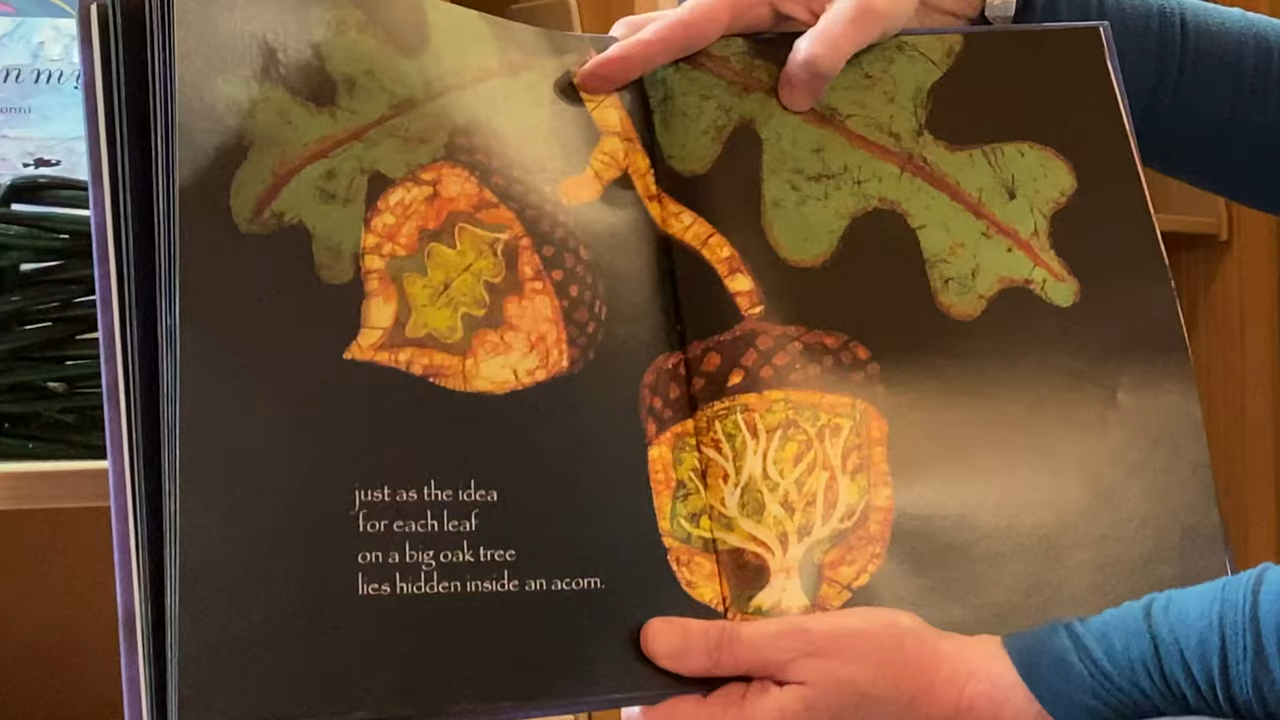 just as the idea
for each leaf
on a big oak tree
lies hidden inside an acorn.